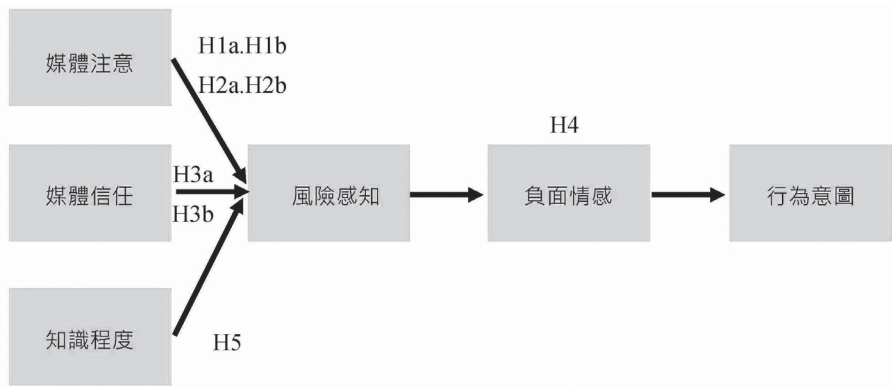 媒體注意
H1a.H1b
H2a.H2b
H4
媒體信任
H3a
H3b
風險感知
負面情感
行為意圖
知識程度
H5